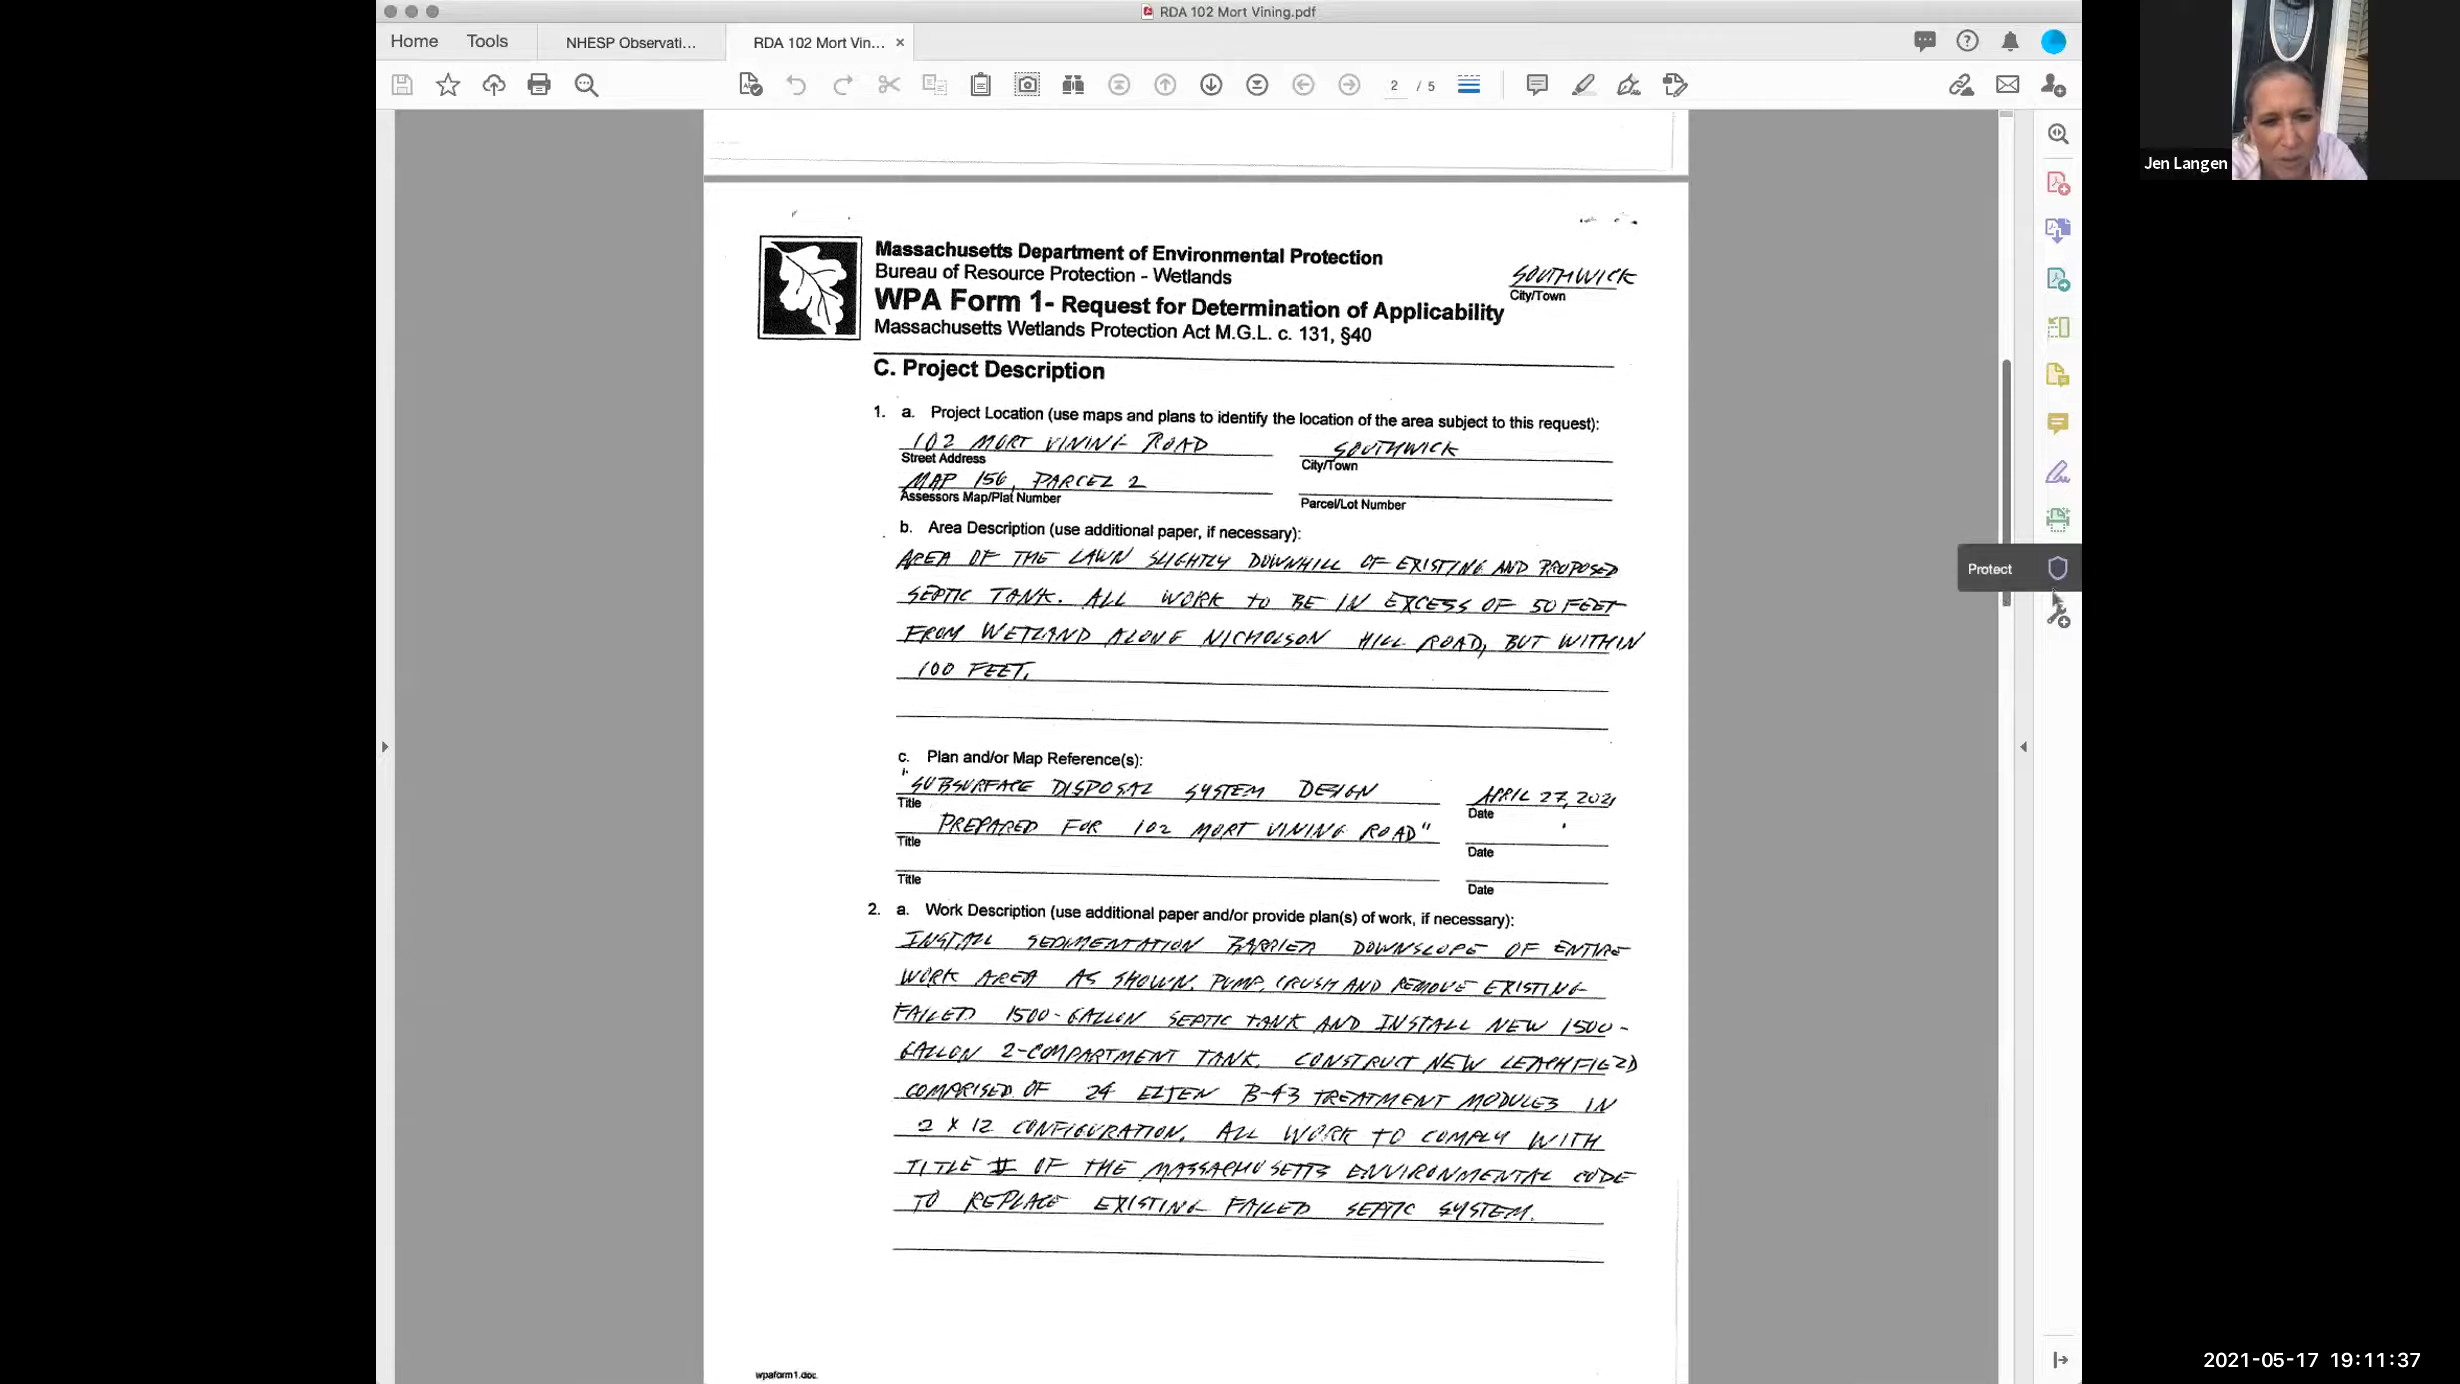 RDA 102 Mort Vining.pdf
Home Tools NHESP Observati... RDA 102 Mort Vin... ×
2 / 5
Jen Langen
Massachusetts Department of Environmental Protection
Bureau of Resource Protection - Wetlands
WPA Form 1- Request for Determination of Applicability
Massachusetts Wetlands Protection Act M.G.L. c. 131, §40
SOUTHWICK
City/Town
C. Project Description
1. a. Project Location (use maps and plans to identify the location of the area subject to this request):
102 MORT VINING ROAD SOUTHWICK
Street Address City/Town
MAP 156, PARCEL 2
Assessors Map/Plat Number Parcel/Lot Number
b. Area Description (use additional paper, if necessary):
AREA OF THE LAWN SLIGHTLY DOWNHILL OF EXISTING AND PROPOSED
SEPTIC TANK. ALL WORK TO BE IN EXCESS OF 50 FEET
FROM WETLAND ALONG NICHOLSON HILL ROAD, BUT WITHIN
100 FEET.
Protect
c. Plan and/or Map Reference(s):
"SUBSURFACE DISPOSAL SYSTEM DESIGN APRIL 27, 2021
Title Date
PREPARED FOR 102 MORT VINING ROAD"
Title Date
Title Date
2. a. Work Description (use additional paper and/or provide plan(s) of work, if necessary):
INSTALL SEDIMENTATION BARRIER DOWNSLOPE OF ENTIRE
WORK AREA AS SHOWN. PUMP, CRUSH AND REMOVE EXISTING
FAILED 1500-GALLON SEPTIC TANK AND INSTALL NEW 1500-
GALLON 2-COMPARTMENT TANK. CONSTRUCT NEW LEACHFIELD
COMPRISED OF 24 ELJEN B-43 TREATMENT MODULES IN
2 X 12 CONFIGURATION. ALL WORK TO COMPLY WITH
TITLE OF THE MASSACHUSETTS ENVIRONMENTAL CODE
TO REPLACE EXISTING FAILED SEPTIC SYSTEM.
wpaform1.doc
2021-05-17 19:11:37